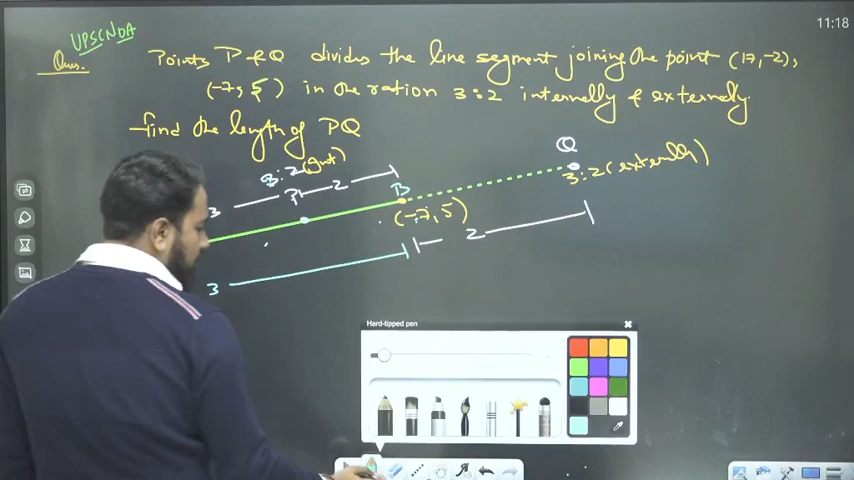 11:18
UPSC NDA
Ques. Points P & Q divides the line segment joining the point (17,-2),
(-7, 5) in the ration 3:2 internally & externally.
find the length of PQ
Q
3:2 (externally)
3:2
P
2
3
B
(-7, 5)
2
3
Hard-tipped pen